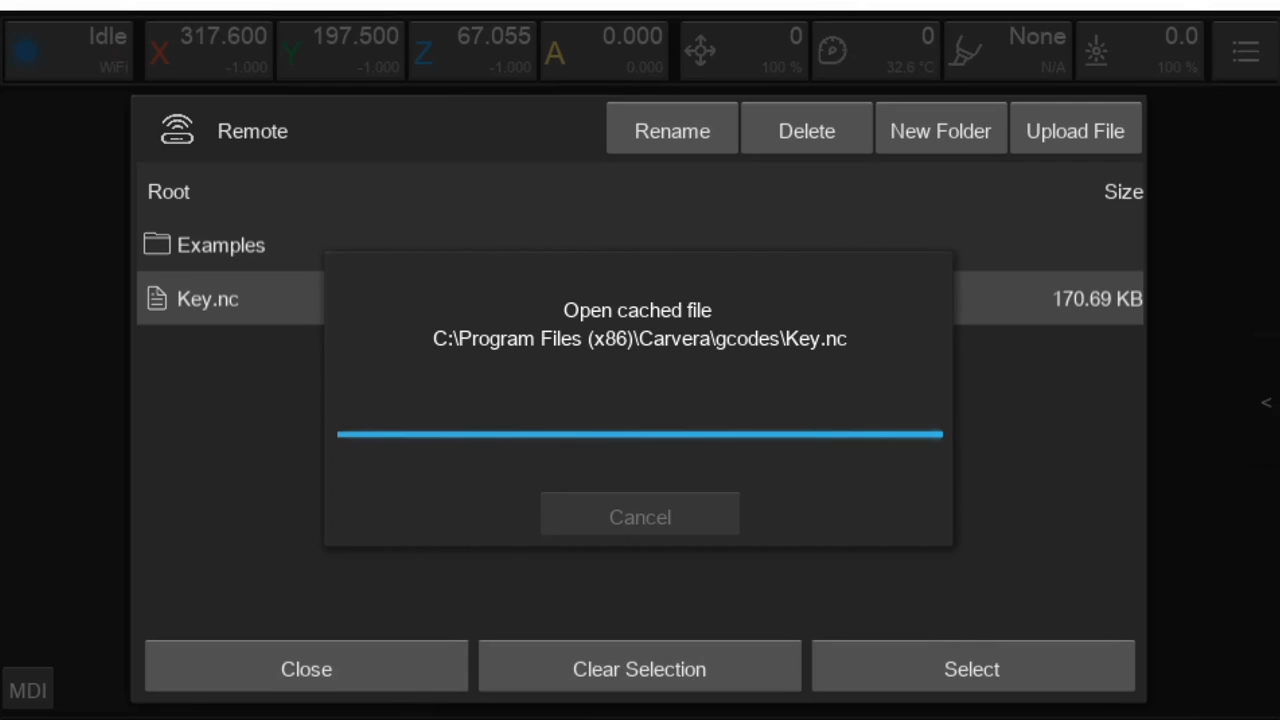 Idle X 317.600 Y 197.500 Z 67.055 A 0.000 0 0 None 0.0
WiFi -1.000 -1.000 -1.000 0.000 100 % 32.6 °C N/A 100 %
Remote Rename Delete New Folder Upload File
Root Size
Examples
Key.nc 170.69 KB
Open cached file
C:\Program Files (x86)\Carvera\gcodes\Key.nc
<
Cancel
Close Clear Selection Select
MDI